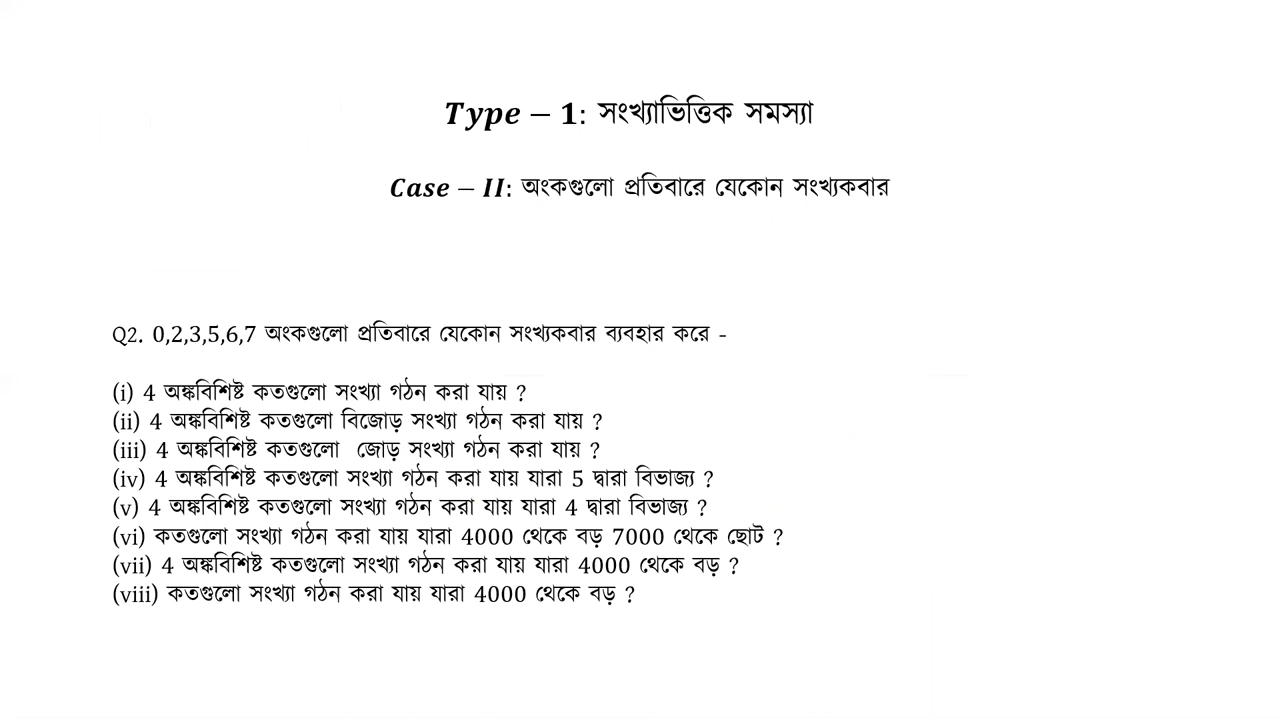 Type – 1: সংখ্যাভিত্তিক সমস্যা
Case – II: অংকগুলো প্রতিবারে যেকোন সংখ্যকবার
Q2. 0,2,3,5,6,7 অংকগুলো প্রতিবারে যেকোন সংখ্যকবার ব্যবহার করে -
(i) 4 অঙ্কবিশিষ্ট কতগুলো সংখ্যা গঠন করা যায় ?
(ii) 4 অঙ্কবিশিষ্ট কতগুলো বিজোড় সংখ্যা গঠন করা যায় ?
(iii) 4 অঙ্কবিশিষ্ট কতগুলো জোড় সংখ্যা গঠন করা যায় ?
(iv) 4 অঙ্কবিশিষ্ট কতগুলো সংখ্যা গঠন করা যায় যারা 5 দ্বারা বিভাজ্য ?
(v) 4 অঙ্কবিশিষ্ট কতগুলো সংখ্যা গঠন করা যায় যারা 4 দ্বারা বিভাজ্য ?
(vi) কতগুলো সংখ্যা গঠন করা যায় যারা 4000 থেকে বড় 7000 থেকে ছোট ?
(vii) 4 অঙ্কবিশিষ্ট কতগুলো সংখ্যা গঠন করা যায় যারা 4000 থেকে বড় ?
(viii) কতগুলো সংখ্যা গঠন করা যায় যারা 4000 থেকে বড় ?